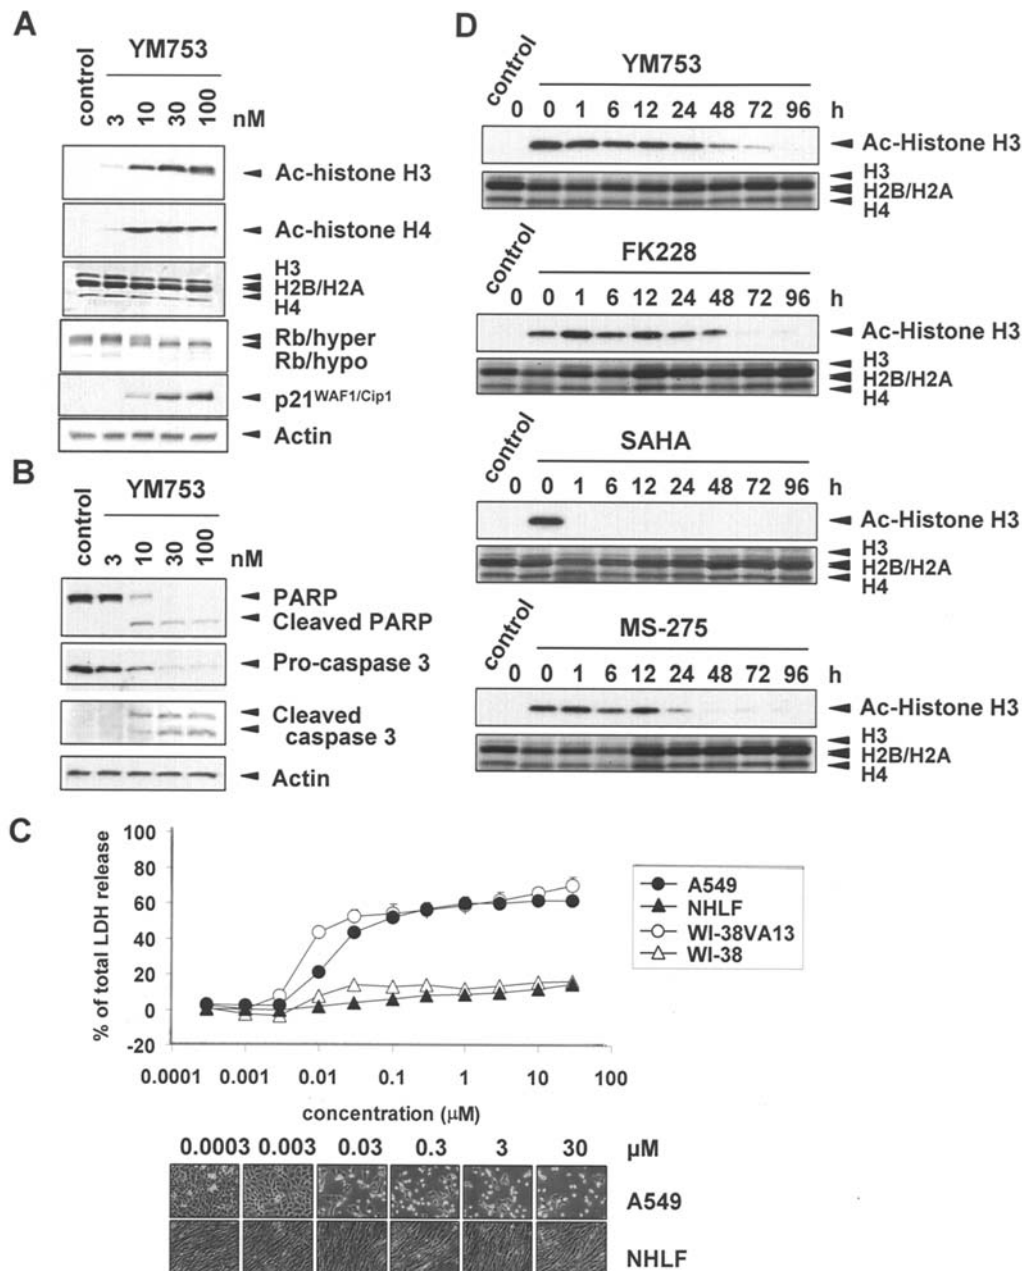 A
control
YM753
3 10 30 100 nM
Ac-histone H3
Ac-histone H4
H3
H2B/H2A
H4
Rb/hyper
Rb/hypo
p21WAF1/Cip1
Actin
B
control
YM753
3 10 30 100 nM
PARP
Cleaved PARP
Pro-caspase 3
Cleaved
caspase 3
Actin
C
% of total LDH release
100
80
60
40
20
0
-20
0.0001 0.001 0.01 0.1 1 10 100
concentration (μM)
A549
NHLF
WI-38VA13
WI-38
0.0003 0.003 0.03 0.3 3 30 μM
A549
NHLF
D
control
YM753
0 0 1 6 12 24 48 72 96 h
Ac-Histone H3
H3
H2B/H2A
H4
control
FK228
0 0 1 6 12 24 48 72 96 h
Ac-Histone H3
H3
H2B/H2A
H4
control
SAHA
0 0 1 6 12 24 48 72 96 h
Ac-Histone H3
H3
H2B/H2A
H4
control
MS-275
0 0 1 6 12 24 48 72 96 h
Ac-Histone H3
H3
H2B/H2A
H4